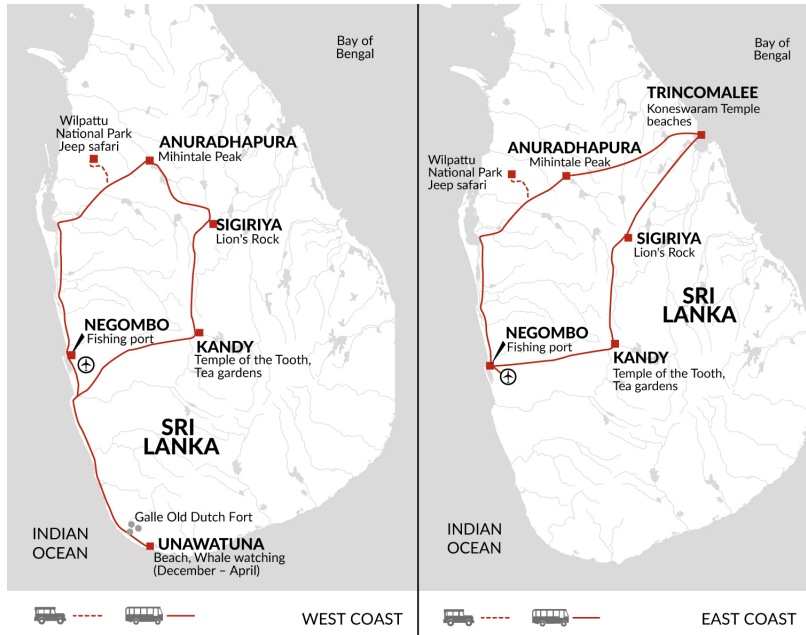 Bay of
Bengal
Wilpattu
National Park
Jeep safari
ANURADHAPURA
Mihintale Peak
SIGIRIYA
Lion's Rock
NEGOMBO
Fishing port
KANDY
Temple of the Tooth,
Tea gardens
SRI
LANKA
Galle Old Dutch Fort
INDIAN
OCEAN
UNAWATUNA
Beach, Whale watching
(December – April)
WEST COAST
Bay of
Bengal
TRINCOMALEE
Koneswaram Temple
beaches
ANURADHAPURA
Mihintale Peak
Wilpattu
National Park
Jeep safari
SIGIRIYA
Lion's Rock
SRI
LANKA
NEGOMBO
Fishing port
KANDY
Temple of the Tooth,
Tea gardens
INDIAN
OCEAN
EAST COAST